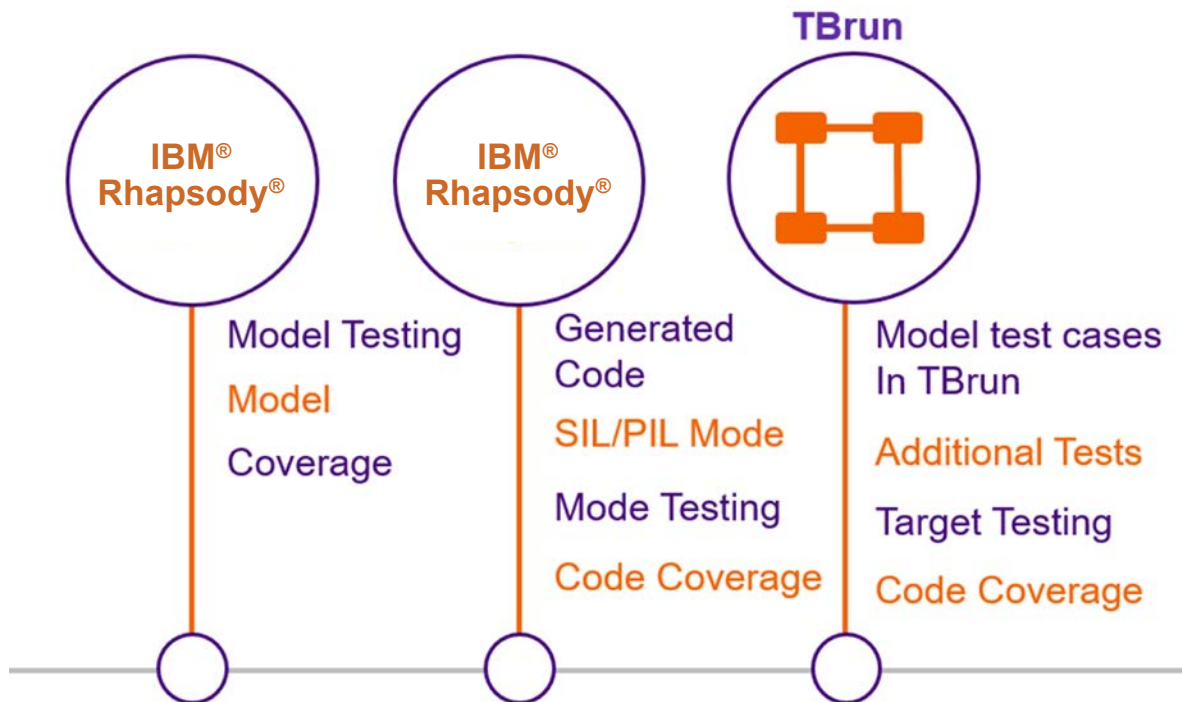 IBM®
Rhapsody®
Model Testing
Model
Coverage
IBM®
Rhapsody®
Generated
Code
SIL/PIL Mode
Mode Testing
Code Coverage
TBrun
Model test cases
In TBrun
Additional Tests
Target Testing
Code Coverage